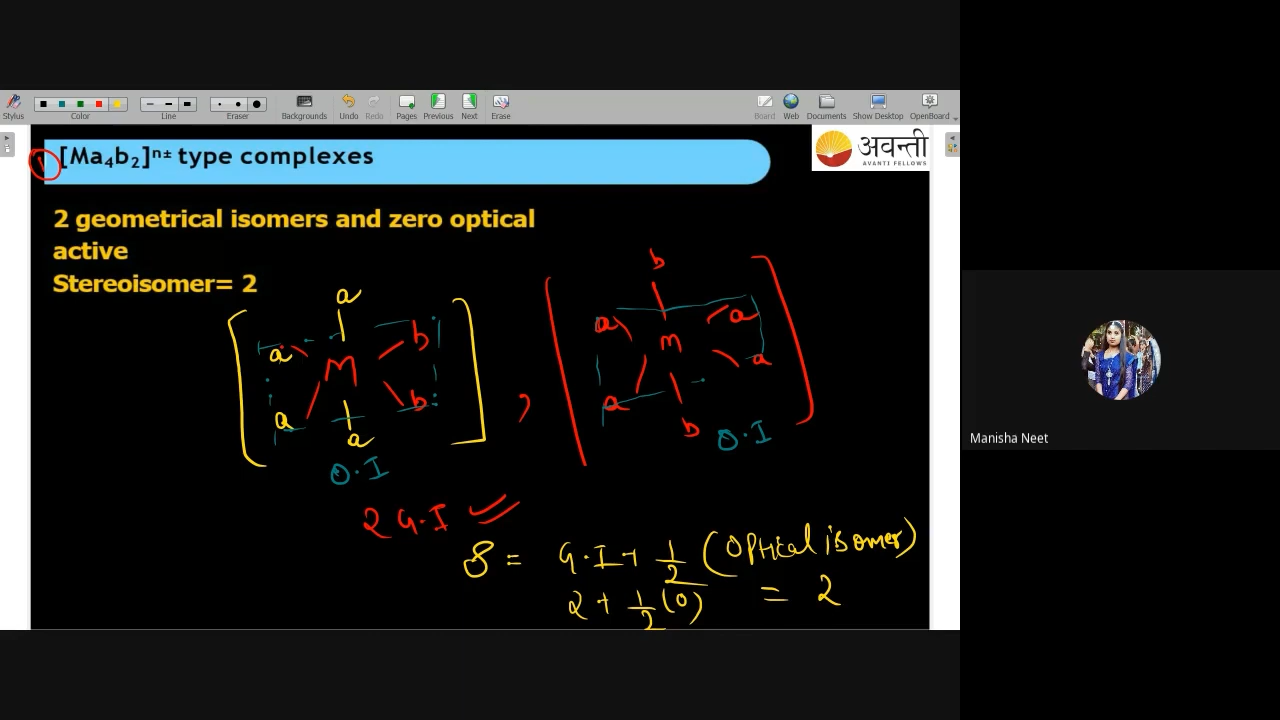 Stylus Color Line Eraser Backgrounds Undo Redo Pages Previous Next Erase Board Web Documents Show Desktop OpenBoard
1 [Ma₄b₂]ⁿ± type complexes
अवन्ती
AVANTI FELLOWS
2 geometrical isomers and zero optical
active
Stereoisomer= 2
a
a M b
a b
a
O.I
,
b
a M a
a a
b
O.I
2 G.I
S = G.I + 1/2 (Optical isomer)
2 + 1/2 (0) = 2
Manisha Neet